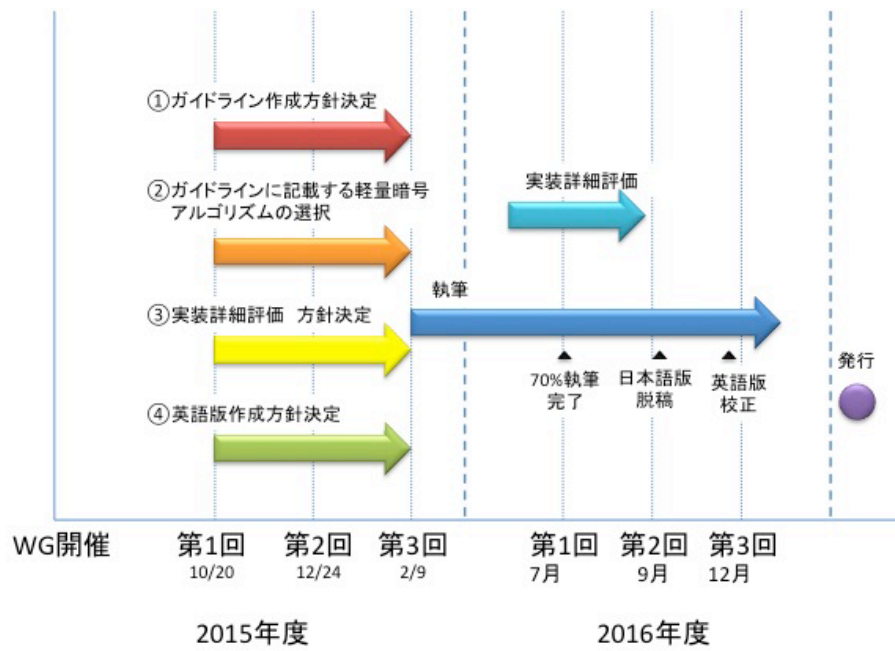 ①ガイドライン作成方針決定
②ガイドラインに記載する軽量暗号
アルゴリズムの選択
実装詳細評価
執筆
③実装詳細評価　方針決定
70%執筆
完了
日本語版
脱稿
英語版
校正
発行
④英語版作成方針決定
WG開催 第1回 第2回 第3回 第1回 第2回 第3回
10/20 12/24 2/9 7月 9月 12月
2015年度 2016年度